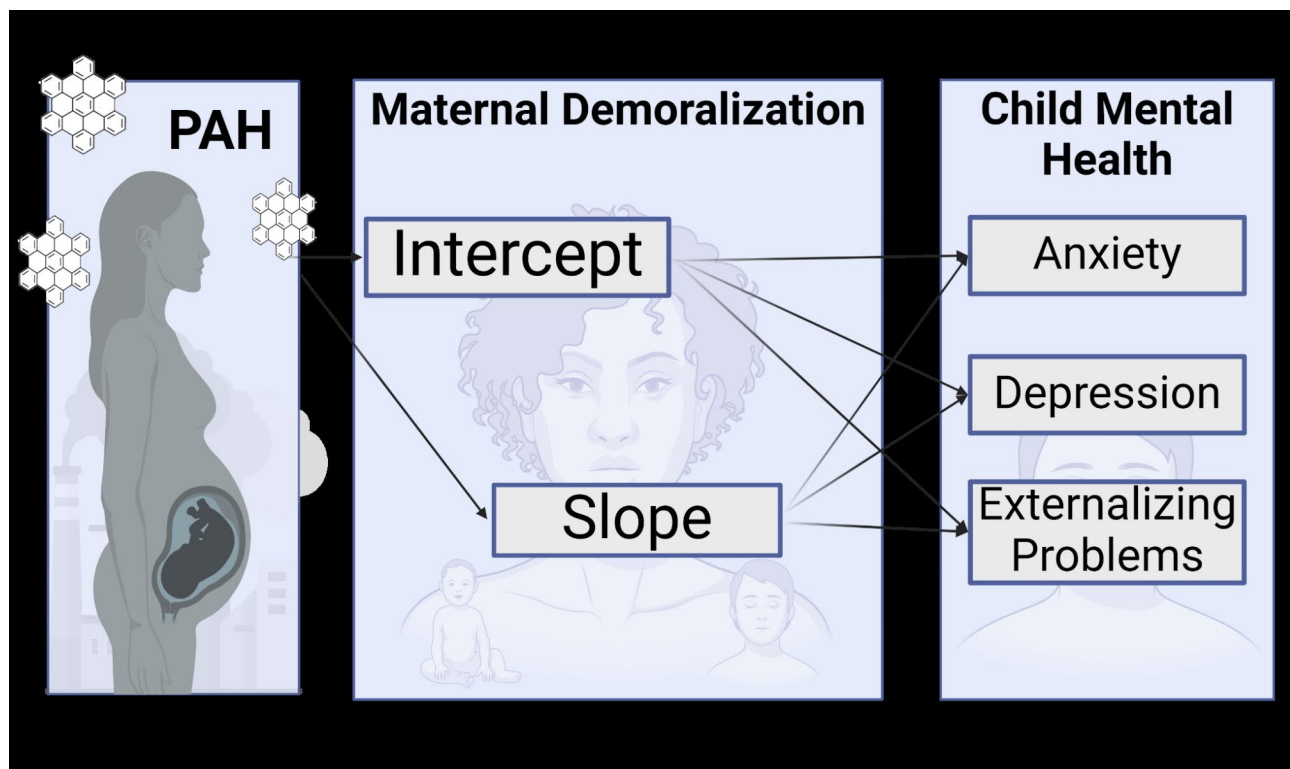 PAH
Maternal Demoralization
Child Mental
Health
Intercept
Anxiety
Depression
Slope
Externalizing
Problems